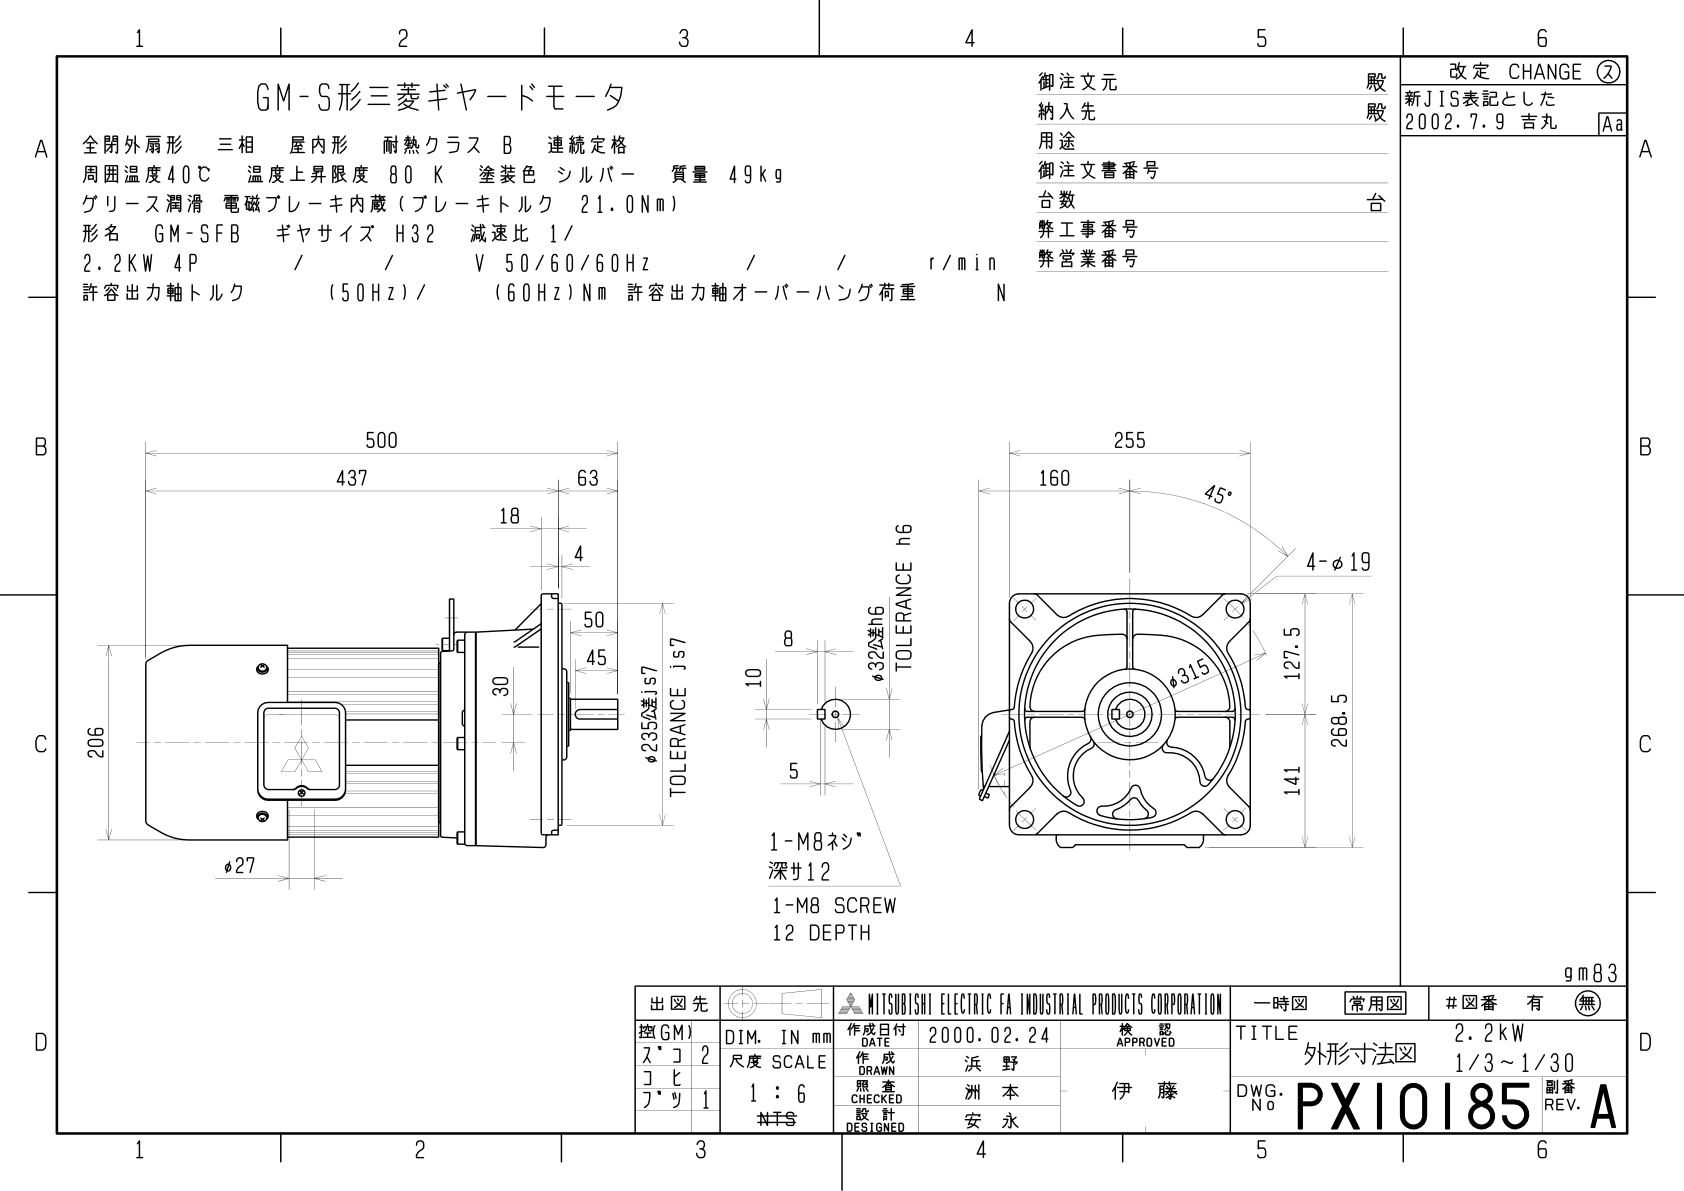 1 2 3 4 5 6
改定 CHANGE ス
GM-S形三菱ギヤードモータ
御注文元 殿
納入先 殿
用途
御注文書番号
台数 台
弊工事番号
弊営業番号
新JIS表記とした
2002.7.9 吉丸 Aa
A A
全閉外扇形 三相 屋内形 耐熱クラス B 連続定格
周囲温度40℃ 温度上昇限度 80 K 塗装色 シルバー 質量 49kg
グリース潤滑 電磁ブレーキ内蔵(ブレーキトルク 21.0Nm)
形名 GM-SFB ギヤサイズ H32 減速比 1/
2.2KW 4P / / V 50/60/60Hz / / r/min
許容出力軸トルク (50Hz)/ (60Hz)Nm 許容出力軸オーバーハング荷重 N
B B
500
437 63
18
4
50
45
30
206
φ27
φ235公差js7
TOLERANCE js7
8
10
5
φ32公差h6
TOLERANCE h6
1-M8ネジ
深サ12
1-M8 SCREW
12 DEPTH
255
160
45°
4-φ19
φ315
127.5
141
268.5
C C
gm83
D D
出図先
控(GM)
ズコ 2
コヒ
ブツ 1
DIM. IN mm
尺度 SCALE
1 : 6
NTS
MITSUBISHI ELECTRIC FA INDUSTRIAL PRODUCTS CORPORATION
作成日付 DATE 2000.02.24
作成 DRAWN 浜野
照査 CHECKED 洲本
設計 DESIGNED 安永
検認 APPROVED
伊藤
一時図 常用図 #図番 有 無
TITLE 外形寸法図
2.2kW
1/3~1/30
DWG. No PX10185
副番 REV. A
1 2 3 4 5 6